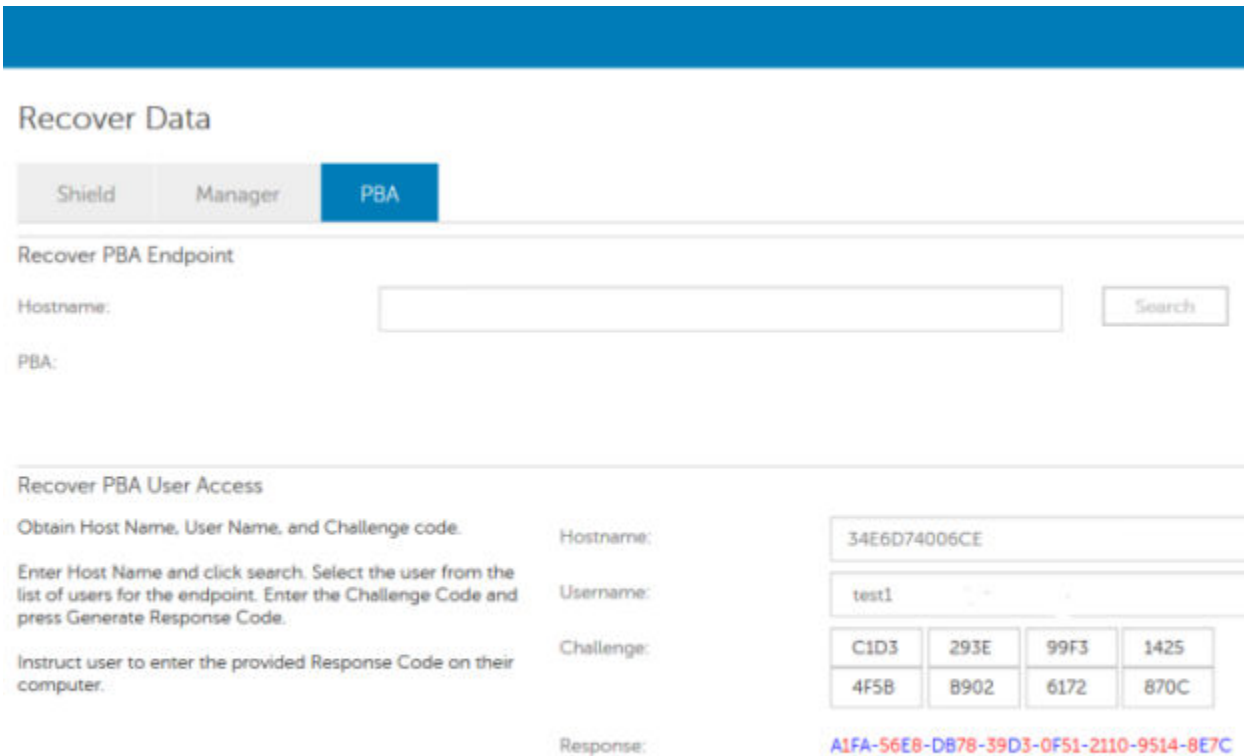 Recover Data
Shield Manager PBA
Recover PBA Endpoint
Hostname: Search
PBA:
Recover PBA User Access
Obtain Host Name, User Name, and Challenge code.
Enter Host Name and click search. Select the user from the
list of users for the endpoint. Enter the Challenge Code and
press Generate Response Code.
Instruct user to enter the provided Response Code on their
computer.
Hostname: 34E6D74006CE
Username: test1
Challenge: C1D3 293E 99F3 1425
4F5B B902 6172 870C
Response: A1FA-56E8-DB78-39D3-0F51-2110-9514-8E7C